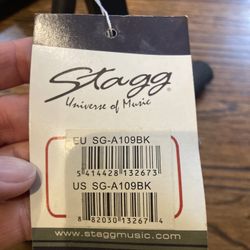 Stagg®
Universe of Music
EU SG-A109BK
5 414428 132673
US SG-A109BK
8 82030 13267 4
www.staggmusic.com